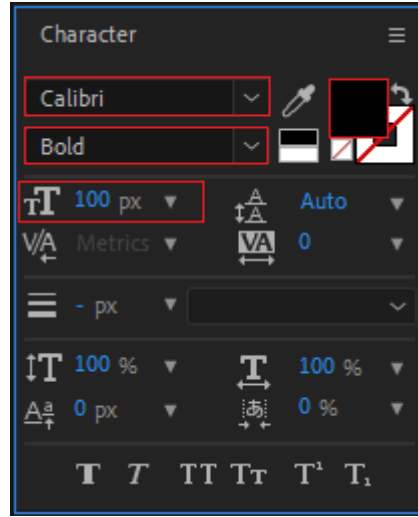 Character
Calibri
Bold
100 px
Auto
Metrics
0
- px
100 %
100 %
0 px
0 %
T T TT Tт T¹ T₁